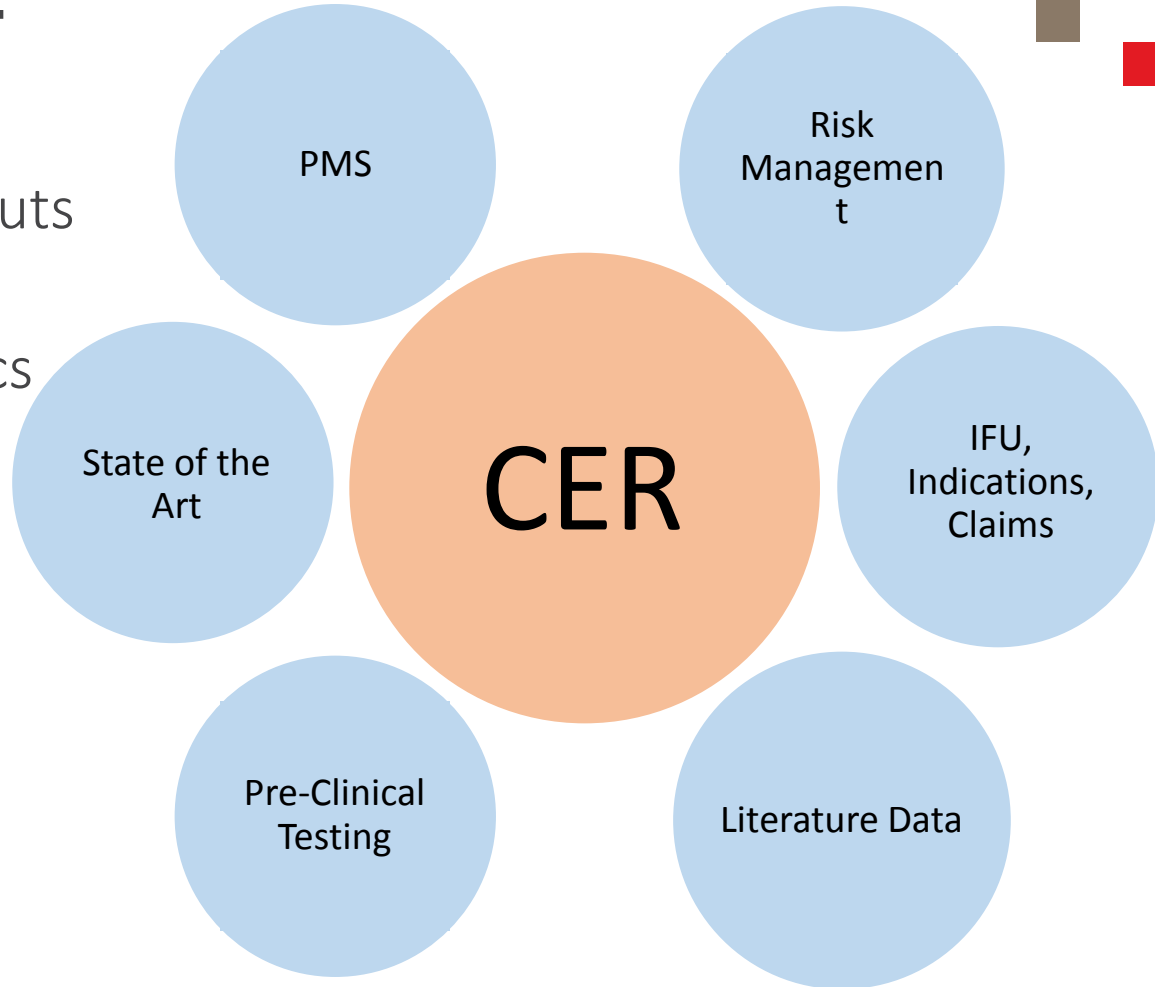 uts
cs
PMS
Risk
Managemen
t
State of the
Art
CER
IFU,
Indications,
Claims
Pre-Clinical
Testing
Literature Data